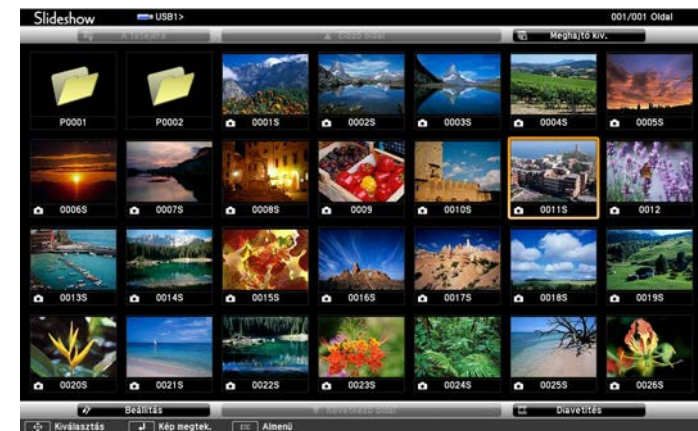 Slideshow USB1> 001/001 Oldal
A tetejére Előző oldal Meghajtó kiv.
P0001 P0002 0001S 0002S 0003S 0004S 0005S
0006S 0007S 0008S 0009 0010S 0011S 0012
0013S 0014S 0015S 0016S 0017S 0018S 0019S
0020S 0021S 0022S 0023S 0024S 0025S 0026S
Beállítás Következő oldal Diavetítés
Kiválasztás Kép megtek. ESC Almenü